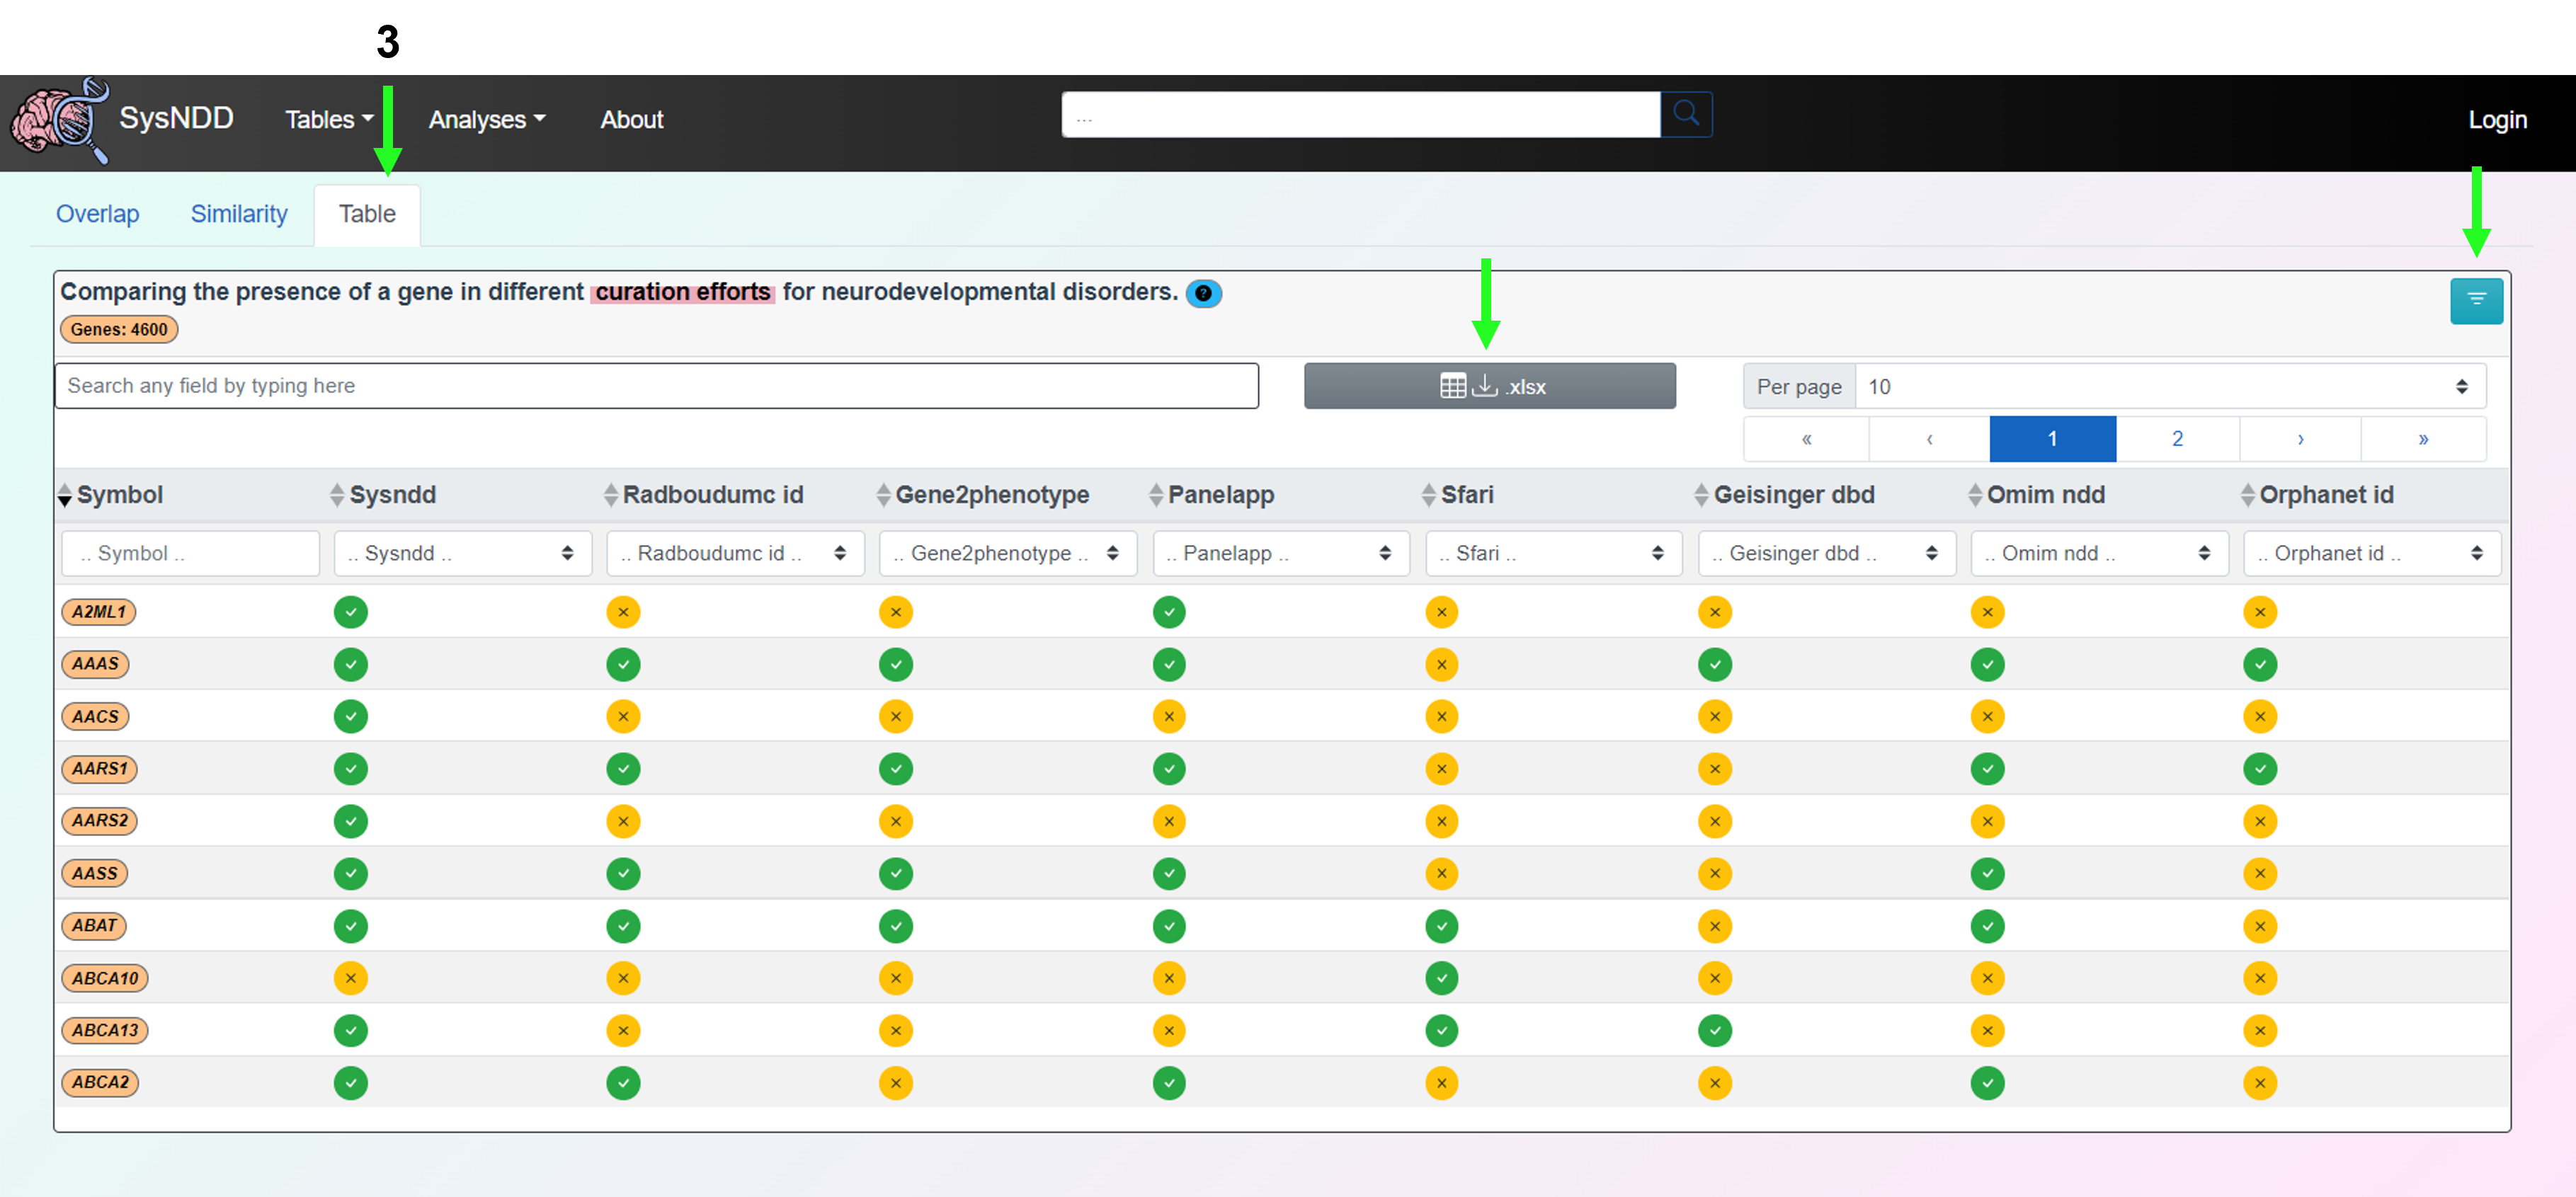 3
SysNDD Tables Analyses About ... Login
Overlap Similarity Table
Comparing the presence of a gene in different curation efforts for neurodevelopmental disorders. ?
Genes: 4600
Search any field by typing here .xlsx Per page 10
« ‹ 1 2 › »
Symbol Sysndd Radboudumc id Gene2phenotype Panelapp Sfari Geisinger dbd Omim ndd Orphanet id
.. Symbol .. .. Sysndd .. .. Radboudumc id .. .. Gene2phenotype .. .. Panelapp .. .. Sfari .. .. Geisinger dbd .. .. Omim ndd .. .. Orphanet id ..
A2ML1
AAAS
AACS
AARS1
AARS2
AASS
ABAT
ABCA10
ABCA13
ABCA2